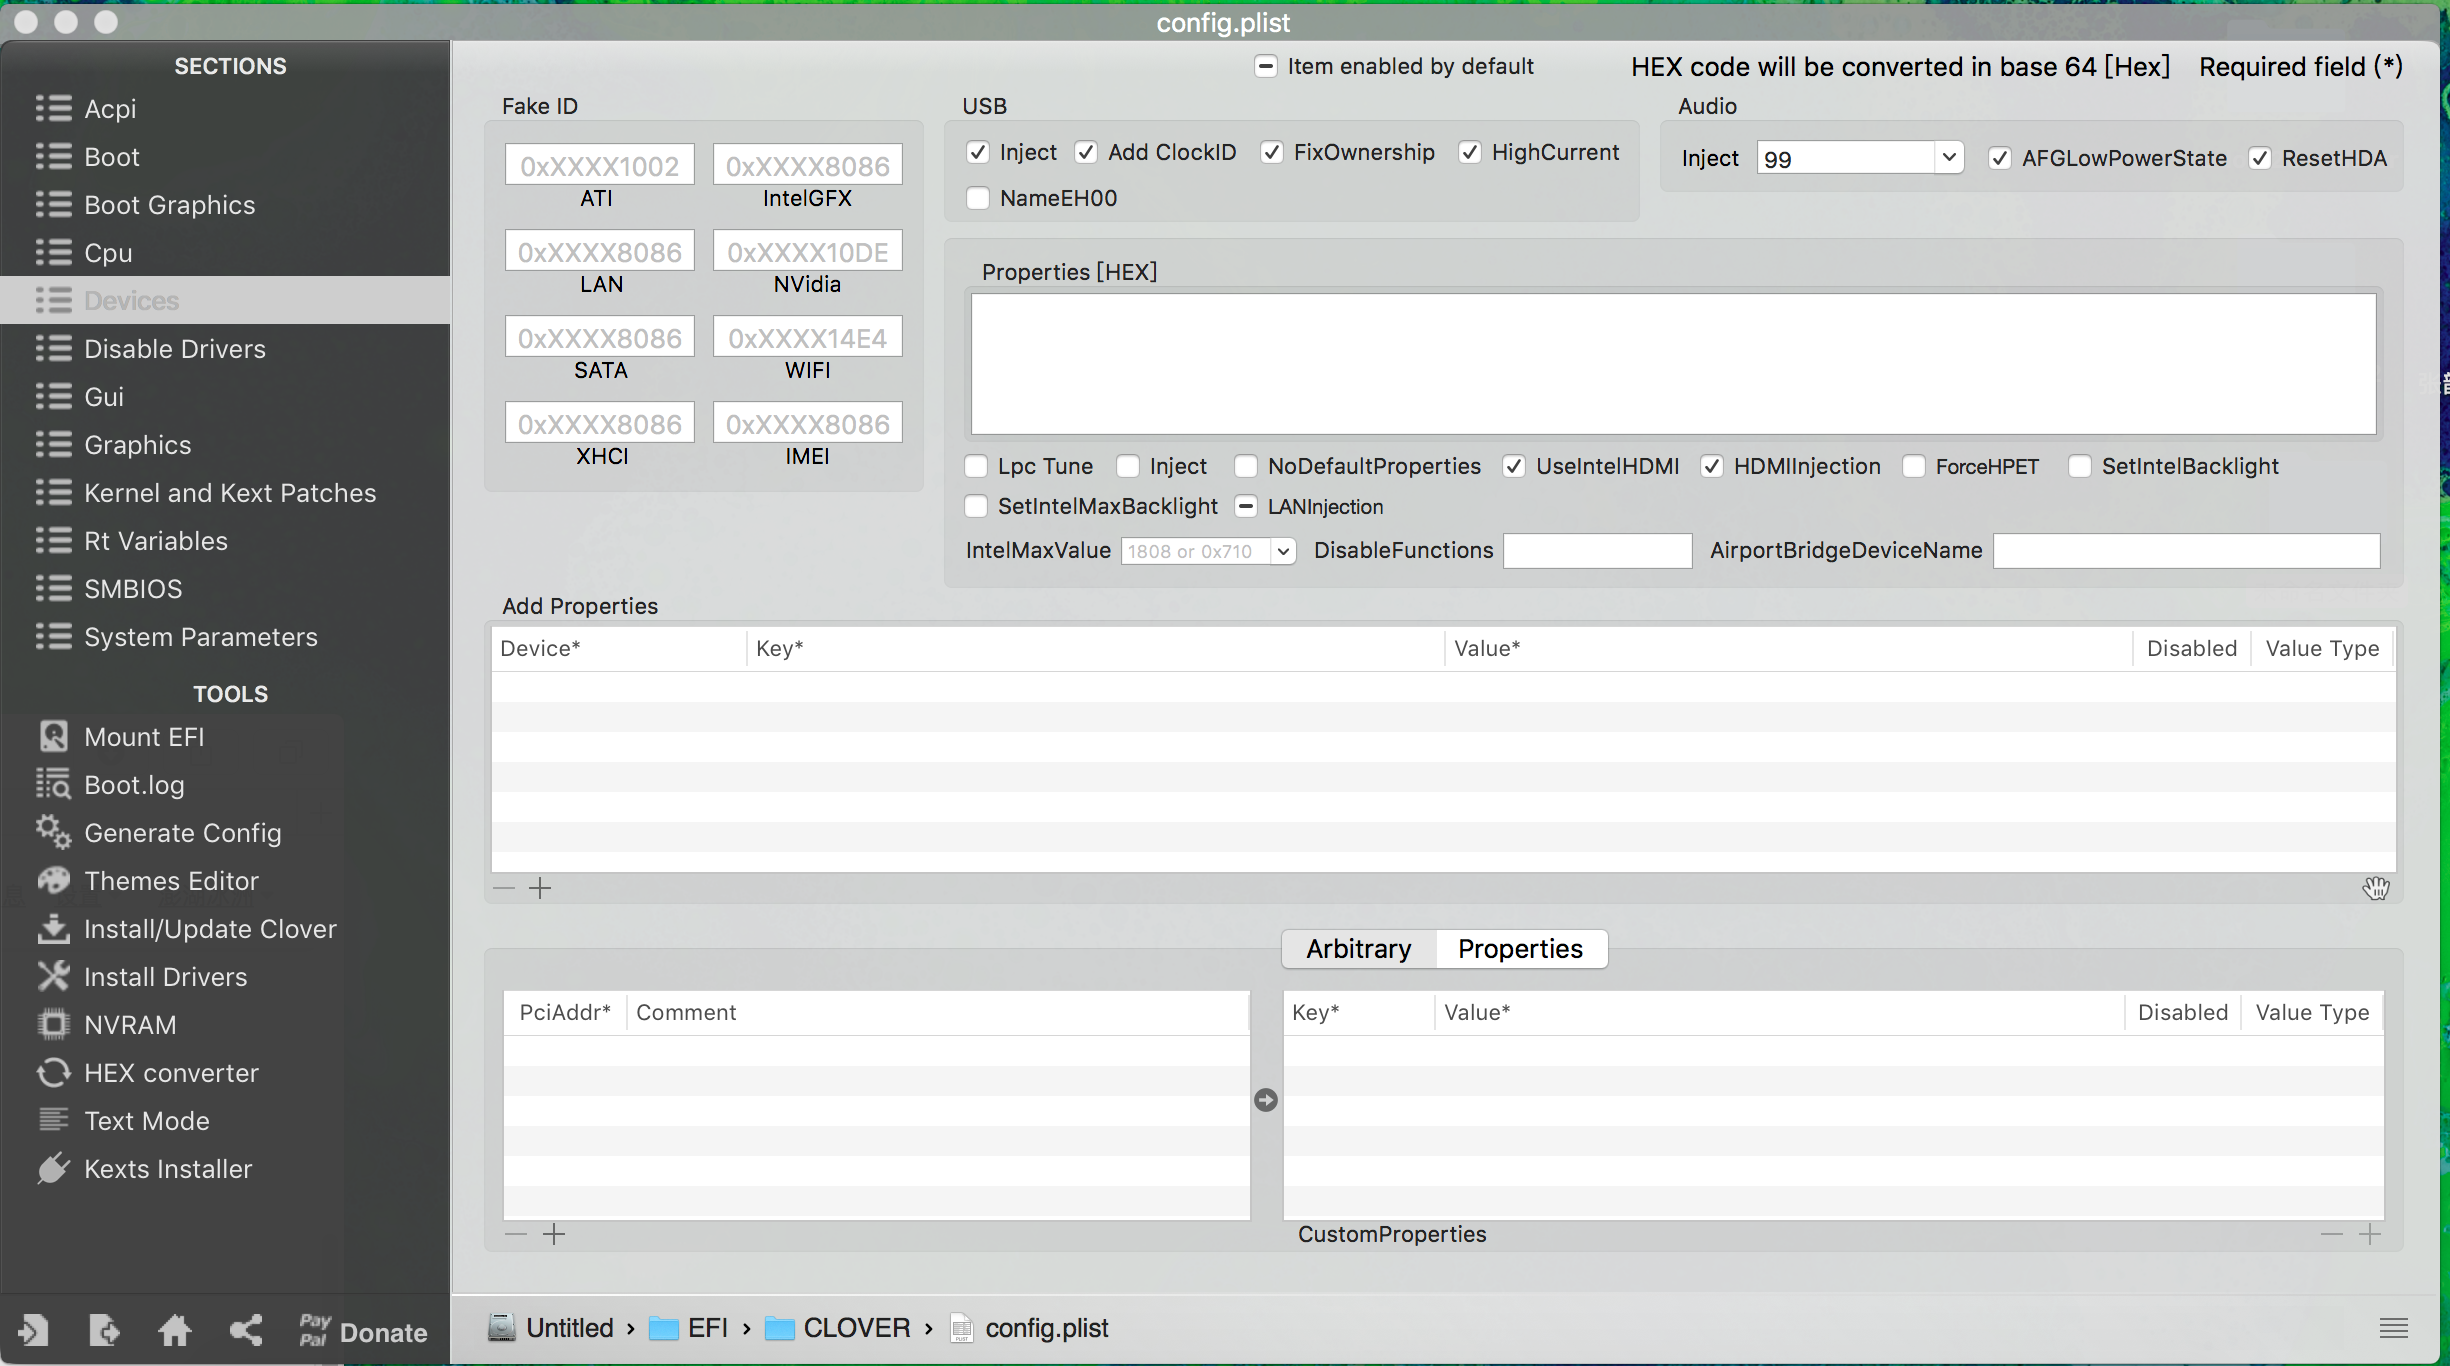 config.plist
SECTIONS
Acpi
Boot
Boot Graphics
Cpu
Devices
Disable Drivers
Gui
Graphics
Kernel and Kext Patches
Rt Variables
SMBIOS
System Parameters
TOOLS
Mount EFI
Boot.log
Generate Config
Themes Editor
Install/Update Clover
Install Drivers
NVRAM
HEX converter
Text Mode
Kexts Installer
PayPal Donate
Item enabled by default HEX code will be converted in base 64 [Hex] Required field (*)
Fake ID
0xXXXX1002 0xXXXX8086
ATI IntelGFX
0xXXXX8086 0xXXXX10DE
LAN NVidia
0xXXXX8086 0xXXXX14E4
SATA WIFI
0xXXXX8086 0xXXXX8086
XHCI IMEI
USB
Inject Add ClockID FixOwnership HighCurrent
NameEH00
Audio
Inject 99 AFGLowPowerState ResetHDA
Properties [HEX]
Lpc Tune Inject NoDefaultProperties UseIntelHDMI HDMIInjection ForceHPET SetIntelBacklight
SetIntelMaxBacklight LANInjection
IntelMaxValue 1808 or 0x710 DisableFunctions AirportBridgeDeviceName
Add Properties
Device* Key* Value* Disabled Value Type
Arbitrary Properties
PciAddr* Comment
Key* Value* Disabled Value Type
CustomProperties
Untitled › EFI › CLOVER › config.plist